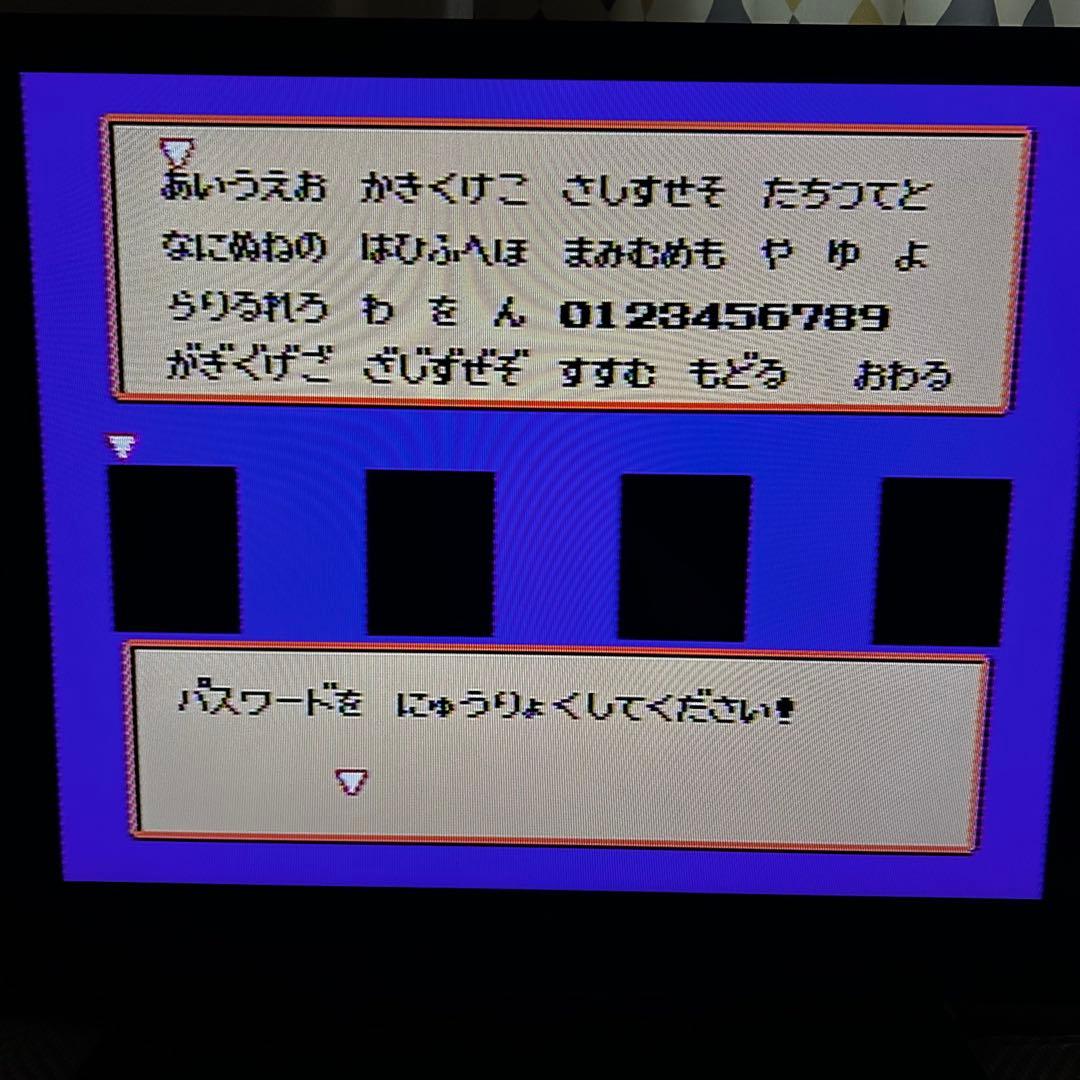 あいうえお かきくけこ さしすせそ たちつてと
なにぬねの はひふへほ まみむめも や ゆ よ
らりるれろ わ を ん 0123456789
がぎぐげご ざじずぜぞ すすむ もどる おわる
パスワードを にゅうりょくしてください!